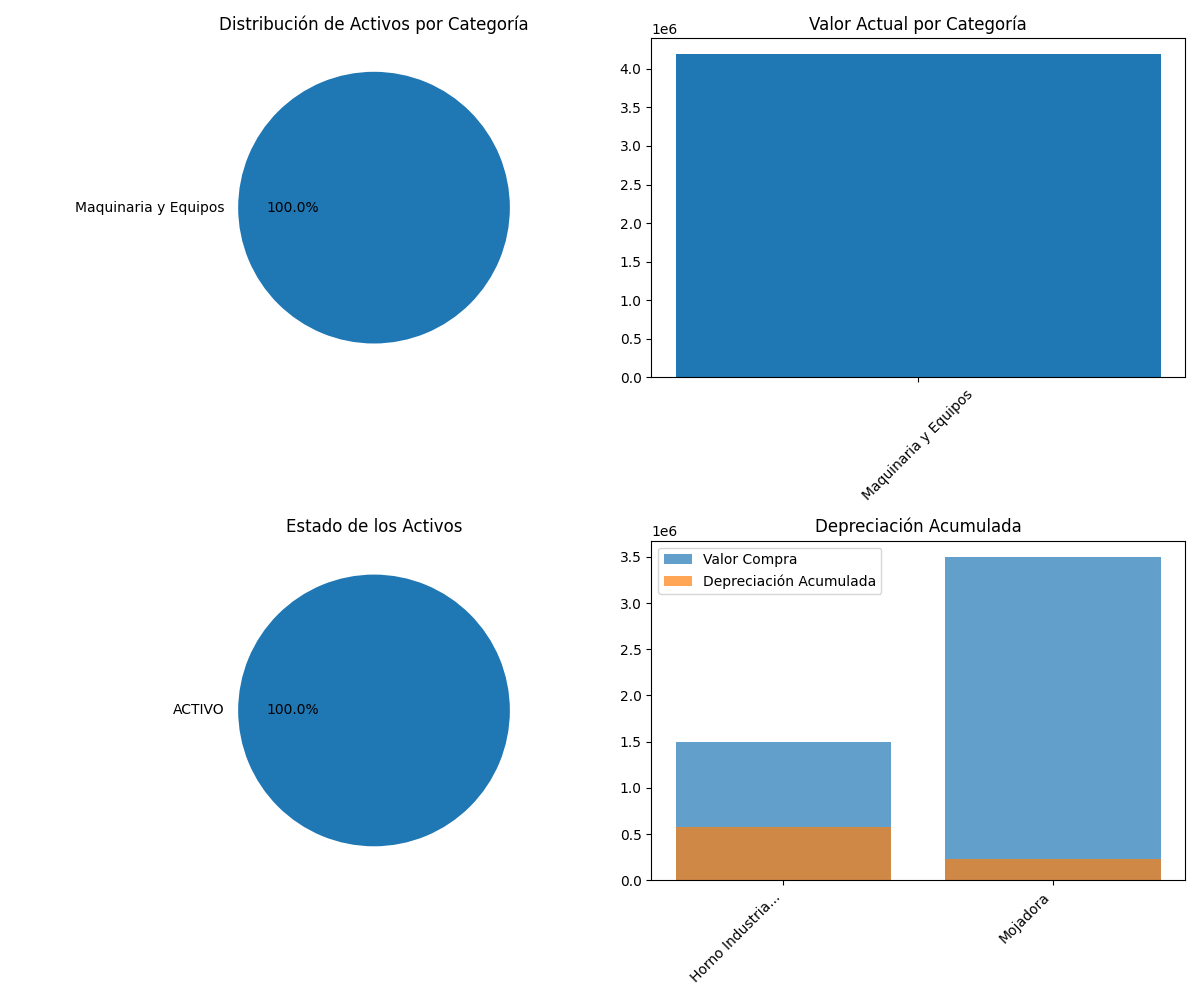 Distribución de Activos por Categoría
Maquinaria y Equipos
100.0%
Valor Actual por Categoría
1e6
4.0
3.5
3.0
2.5
2.0
1.5
1.0
0.5
0.0
Maquinaria y Equipos
Estado de los Activos
ACTIVO
100.0%
Depreciación Acumulada
1e6
Valor Compra
Depreciación Acumulada
3.5
3.0
2.5
2.0
1.5
1.0
0.5
0.0
Horno Industria...
Mojadora